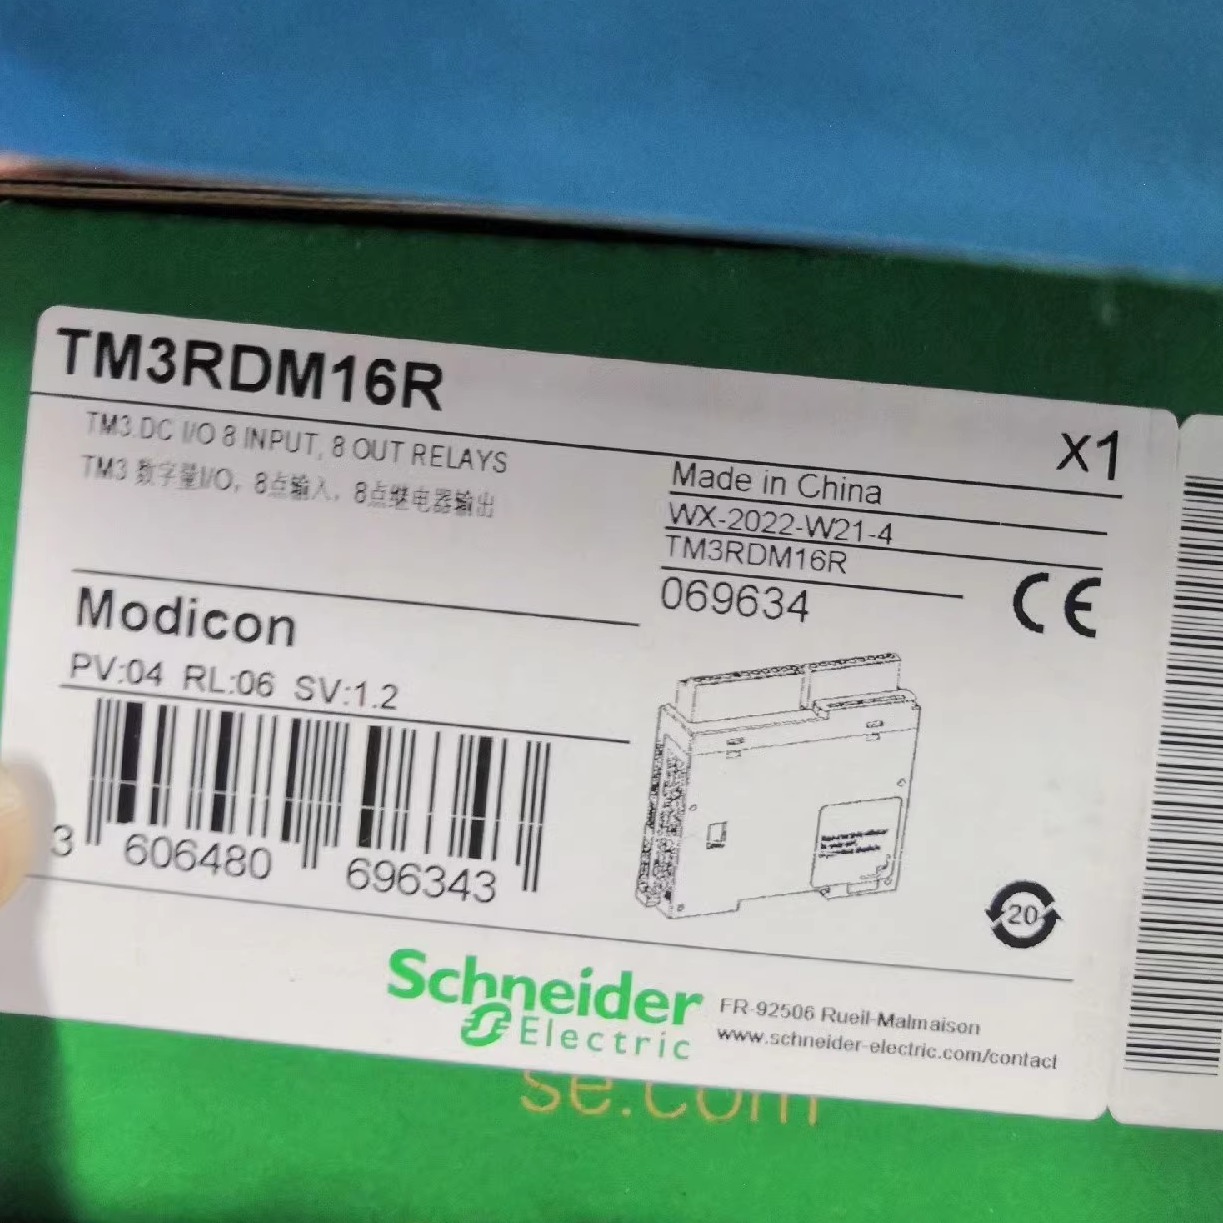 TM3RDM16R
TM3.DC I/O 8 INPUT, 8 OUT RELAYS
TM3 数字量I/O, 8点输入, 8点继电器输出
X1
Made in China
WX-2022-W21-4
TM3RDM16R
069634
CE
Modicon
PV:04 RL:06 SV:1.2
3 606480 696343
20
Schneider
Electric
FR-92506 Rueil-Malmaison
www.schneider-electric.com/contact
se.com